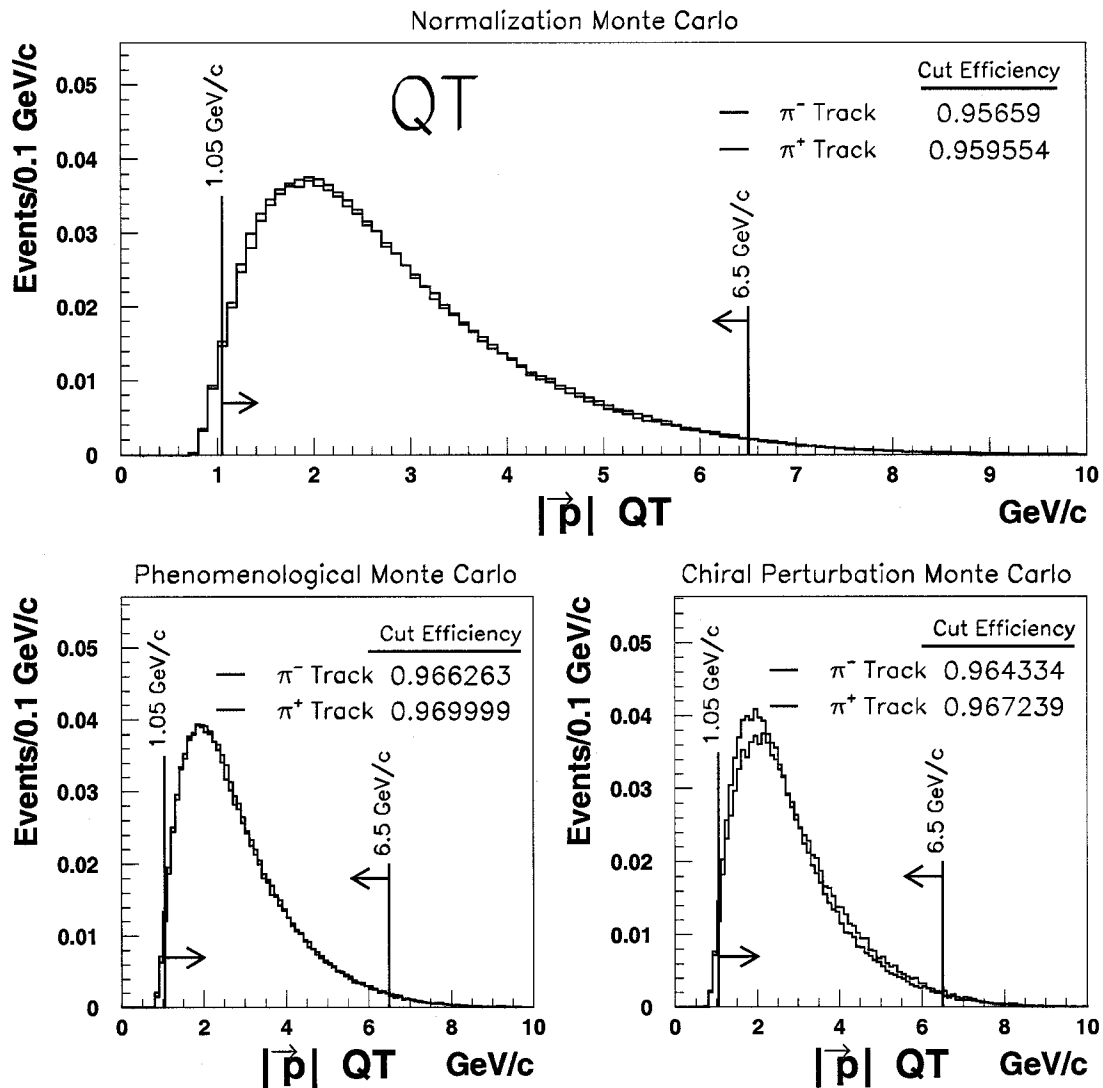 Normalization Monte Carlo
Events/0.1 GeV/c
0.05
0.04
0.03
0.02
0.01
0
1.05 GeV/c
QT
Cut Efficiency
π⁻ Track 0.95659
π⁺ Track 0.959554
6.5 GeV/c
0 1 2 3 4 5 6 7 8 9 10
|p⃗| QT GeV/c
Phenomenological Monte Carlo
Events/0.1 GeV/c
0.05
0.04
0.03
0.02
0.01
0
1.05 GeV/c
Cut Efficiency
π⁻ Track 0.966263
π⁺ Track 0.969999
6.5 GeV/c
0 2 4 6 8 10
|p⃗| QT GeV/c
Chiral Perturbation Monte Carlo
Events/0.1 GeV/c
0.05
0.04
0.03
0.02
0.01
0
1.05 GeV/c
Cut Efficiency
π⁻ Track 0.964334
π⁺ Track 0.967239
6.5 GeV/c
0 2 4 6 8 10
|p⃗| QT GeV/c